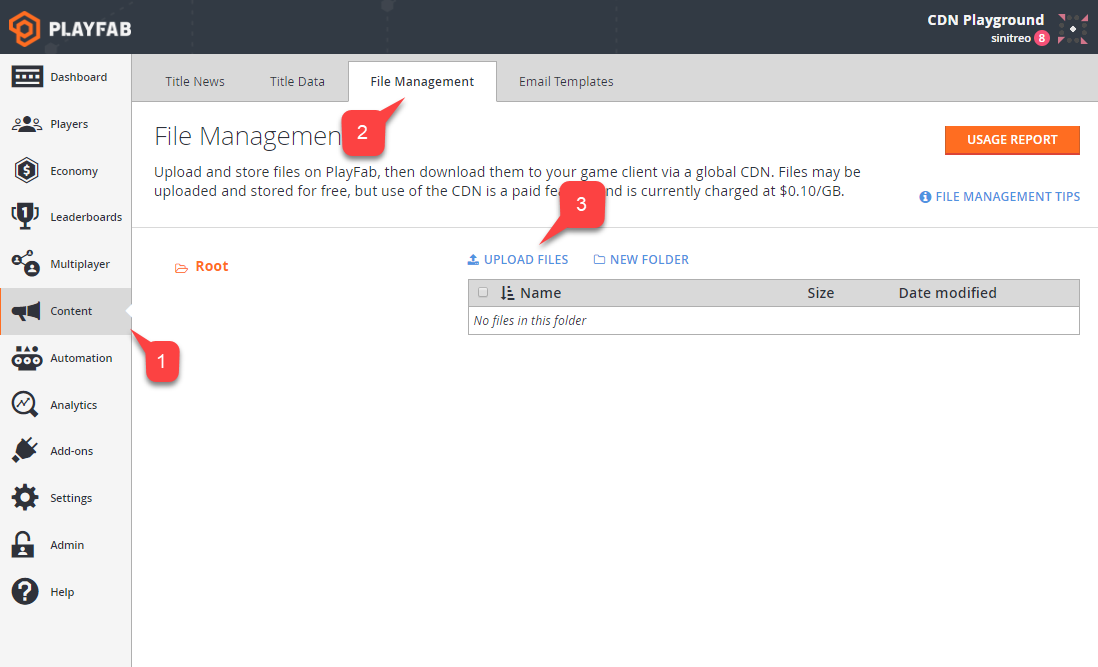 PLAYFAB
CDN Playground
sinitreo 8
Dashboard
Players
Economy
1
Leaderboards
Multiplayer
Content
Automation
Analytics
Add-ons
Settings
Admin
Help
Title News
Title Data
File Management
Email Templates
File Managemen
2
USAGE REPORT
Upload and store files on PlayFab, then download them to your game client via a global CDN. Files may be
uploaded and stored for free, but use of the CDN is a paid fe nd is currently charged at $0.10/GB.
FILE MANAGEMENT TIPS
3
Root
UPLOAD FILES
NEW FOLDER
Name Size Date modified
No files in this folder
1